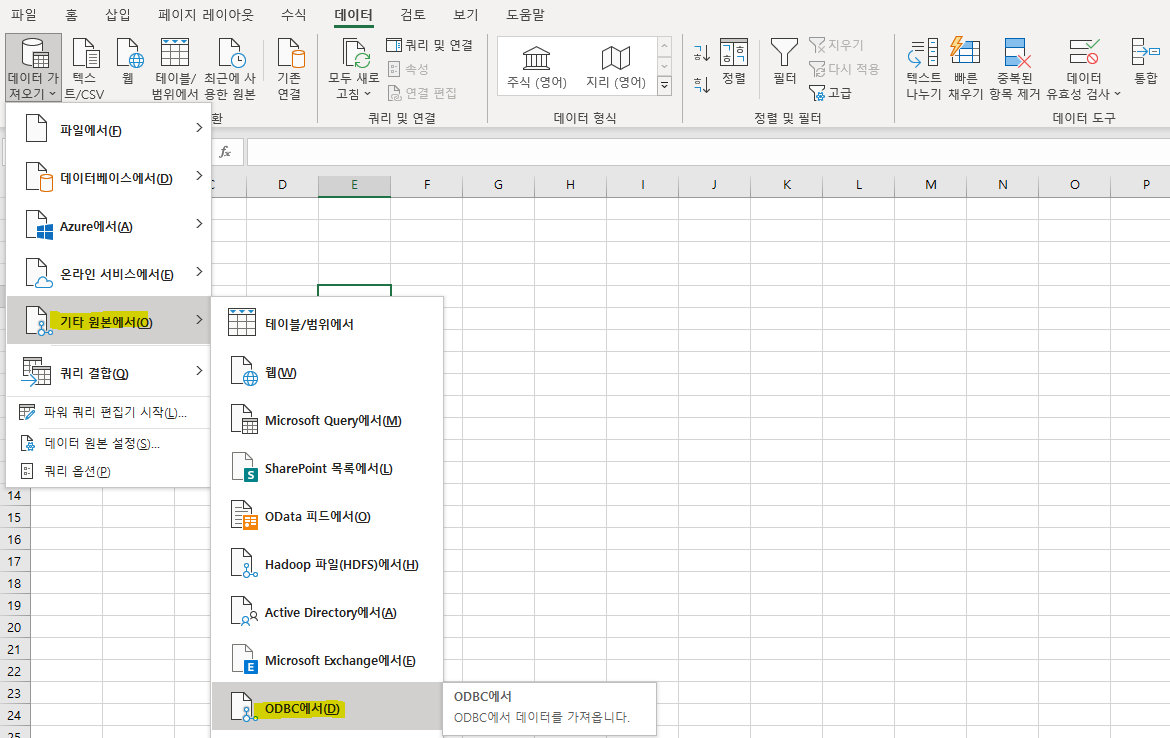 파일 홈 삽입 페이지 레이아웃 수식 데이터 검토 보기 도움말
데이터 가져오기
텍스트/CSV
웹
테이블/범위에서
최근에 사용한 원본
기존 연결
환
모두 새로 고침
쿼리 및 연결
속성
연결 편집
쿼리 및 연결
주식 (영어)
지리 (영어)
데이터 형식
정렬
필터
지우기
다시 적용
고급
정렬 및 필터
텍스트 나누기
빠른 채우기
중복된 항목 제거
데이터 유효성 검사
통합
데이터 도구
fx
D E F G H I J K L M N O P
파일에서(F)
데이터베이스에서(D)
Azure에서(A)
온라인 서비스에서(E)
기타 원본에서(O)
쿼리 결합(Q)
파워 쿼리 편집기 시작(L)...
데이터 원본 설정(S)...
쿼리 옵션(P)
테이블/범위에서
웹(W)
Microsoft Query에서(M)
SharePoint 목록에서(L)
OData 피드에서(O)
Hadoop 파일(HDFS)에서(H)
Active Directory에서(A)
Microsoft Exchange에서(E)
ODBC에서(D)
ODBC에서
ODBC에서 데이터를 가져옵니다.
14
15
16
17
18
19
20
21
22
23
24
25